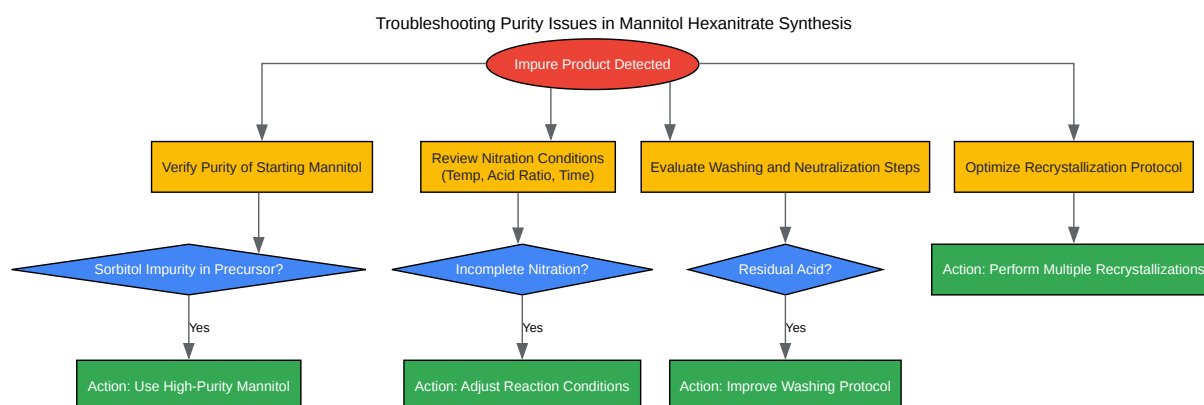 Troubleshooting Purity Issues in Mannitol Hexanitrate Synthesis
Impure Product Detected
Verify Purity of Starting Mannitol
Review Nitration Conditions
(Temp, Acid Ratio, Time)
Evaluate Washing and Neutralization Steps
Optimize Recrystallization Protocol
Sorbitol Impurity in Precursor?
Incomplete Nitration?
Residual Acid?
Action: Perform Multiple Recrystallizations
Yes
Yes
Yes
Action: Use High-Purity Mannitol
Action: Adjust Reaction Conditions
Action: Improve Washing Protocol